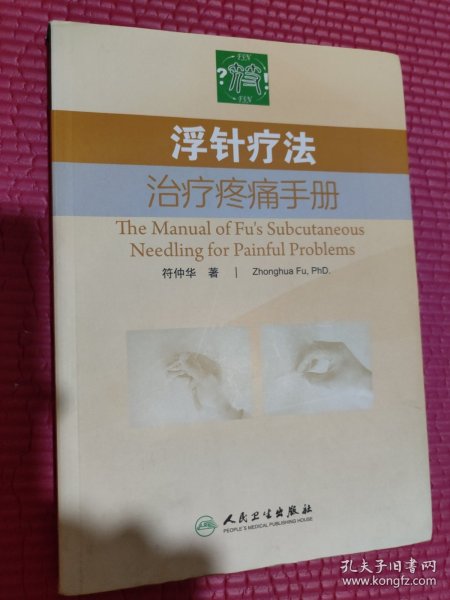 FSN
?符!
FSN
浮针疗法
治疗疼痛手册
The Manual of Fu's Subcutaneous
Needling for Painful Problems
符仲华 著 | Zhonghua Fu, PhD.
人民卫生出版社
PEOPLE'S MEDICAL PUBLISHING HOUSE
孔夫子旧书网
www.kongfz.com